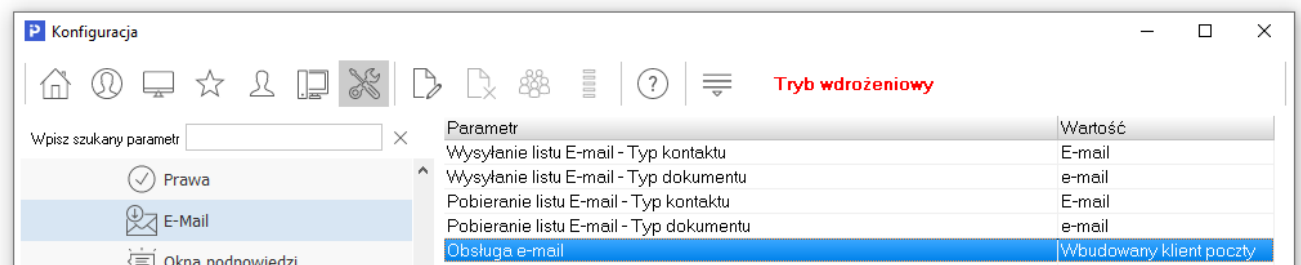 Konfiguracja
Tryb wdrożeniowy
Wpisz szukany parametr
Prawa
E-Mail
Okna podpowiedzi
Parametr Wartość
Wysyłanie listu E-mail - Typ kontaktu E-mail
Wysyłanie listu E-mail - Typ dokumentu e-mail
Pobieranie listu E-mail - Typ kontaktu E-mail
Pobieranie listu E-mail - Typ dokumentu e-mail
Obsługa e-mail Wbudowany klient poczty